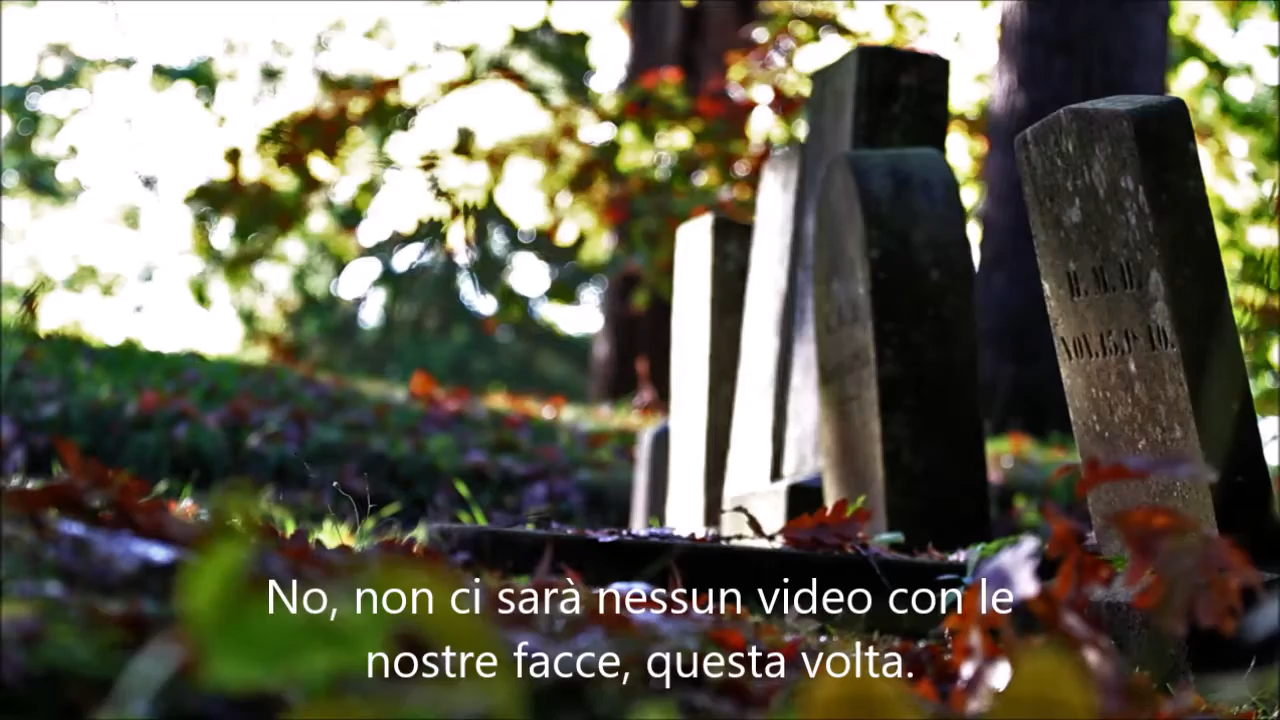 No, non ci sarà nessun video con le
nostre facce, questa volta.